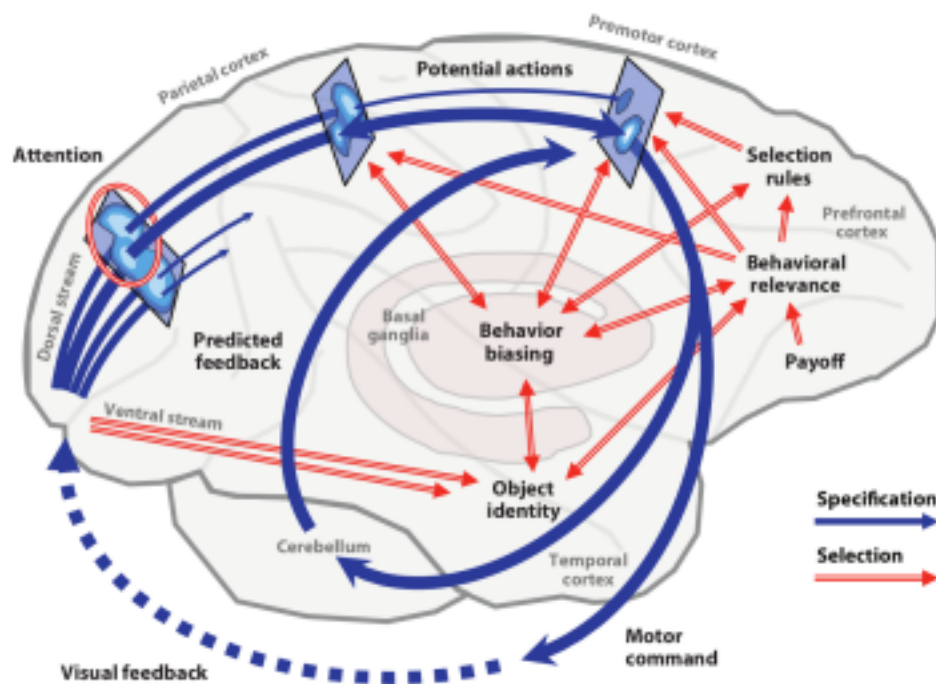 Premotor cortex
Parietal cortex
Potential actions
Attention
Selection
rules
Prefrontal
cortex
Dorsal stream
Behavioral
relevance
Basal
ganglia
Behavior
biasing
Predicted
feedback
Payoff
Ventral stream
Object
identity
Specification
Cerebellum
Temporal
cortex
Selection
Motor
command
Visual feedback